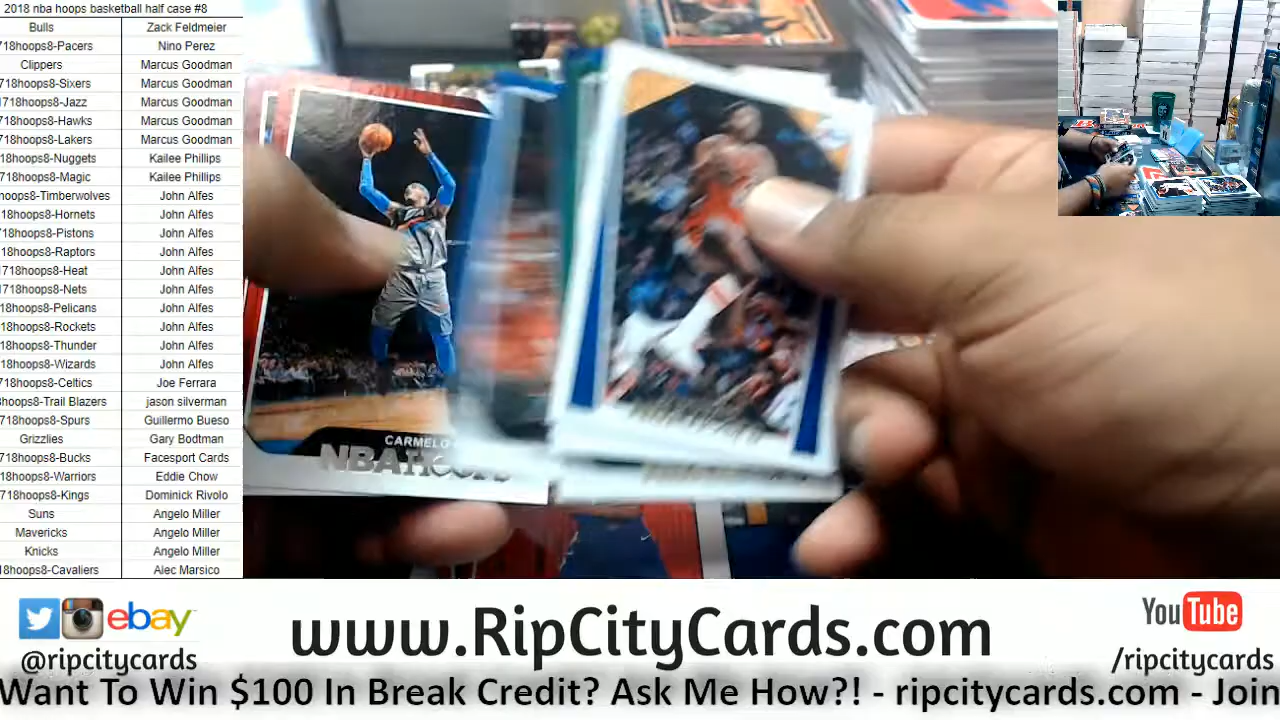 2018 nba hoops basketball half case #8
Bulls Zack Feldmeier
718hoops8-Pacers Nino Perez
Clippers Marcus Goodman
718hoops8-Sixers Marcus Goodman
1718hoops8-Jazz Marcus Goodman
718hoops8-Hawks Marcus Goodman
718hoops8-Lakers Marcus Goodman
18hoops8-Nuggets Kailee Phillips
718hoops8-Magic Kailee Phillips
hoops8-Timberwolves John Alfes
18hoops8-Hornets John Alfes
718hoops8-Pistons John Alfes
718hoops8-Raptors John Alfes
1718hoops8-Heat John Alfes
1718hoops8-Nets John Alfes
18hoops8-Pelicans John Alfes
18hoops8-Rockets John Alfes
18hoops8-Thunder John Alfes
18hoops8-Wizards John Alfes
718hoops8-Celtics Joe Ferrara
hoops8-Trail Blazers jason silverman
718hoops8-Spurs Guillermo Bueso
Grizzlies Gary Bodtman
718hoops8-Bucks Facesport Cards
18hoops8-Warriors Eddie Chow
718hoops8-Kings Dominick Rivolo
Suns Angelo Miller
Mavericks Angelo Miller
Knicks Angelo Miller
18hoops8-Cavaliers Alec Marsico
CARMELO
NBA HOOPS
ebay
@ripcitycards
www.RipCityCards.com
YouTube
/ripcitycards
Want To Win $100 In Break Credit? Ask Me How?! - ripcitycards.com - Join